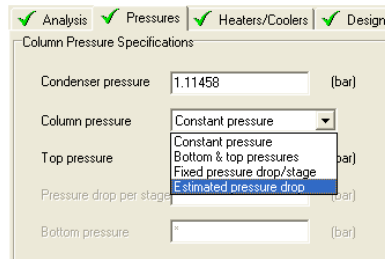 Analysis Pressures Heaters/Coolers Design
Column Pressure Specifications
Condenser pressure 1.11458 (bar)
Column pressure Constant pressure
Constant pressure
Bottom & top pressures
Top pressure bar)
Fixed pressure drop/stage
Estimated pressure drop
Pressure drop per stage (bar)
Bottom pressure * (bar)